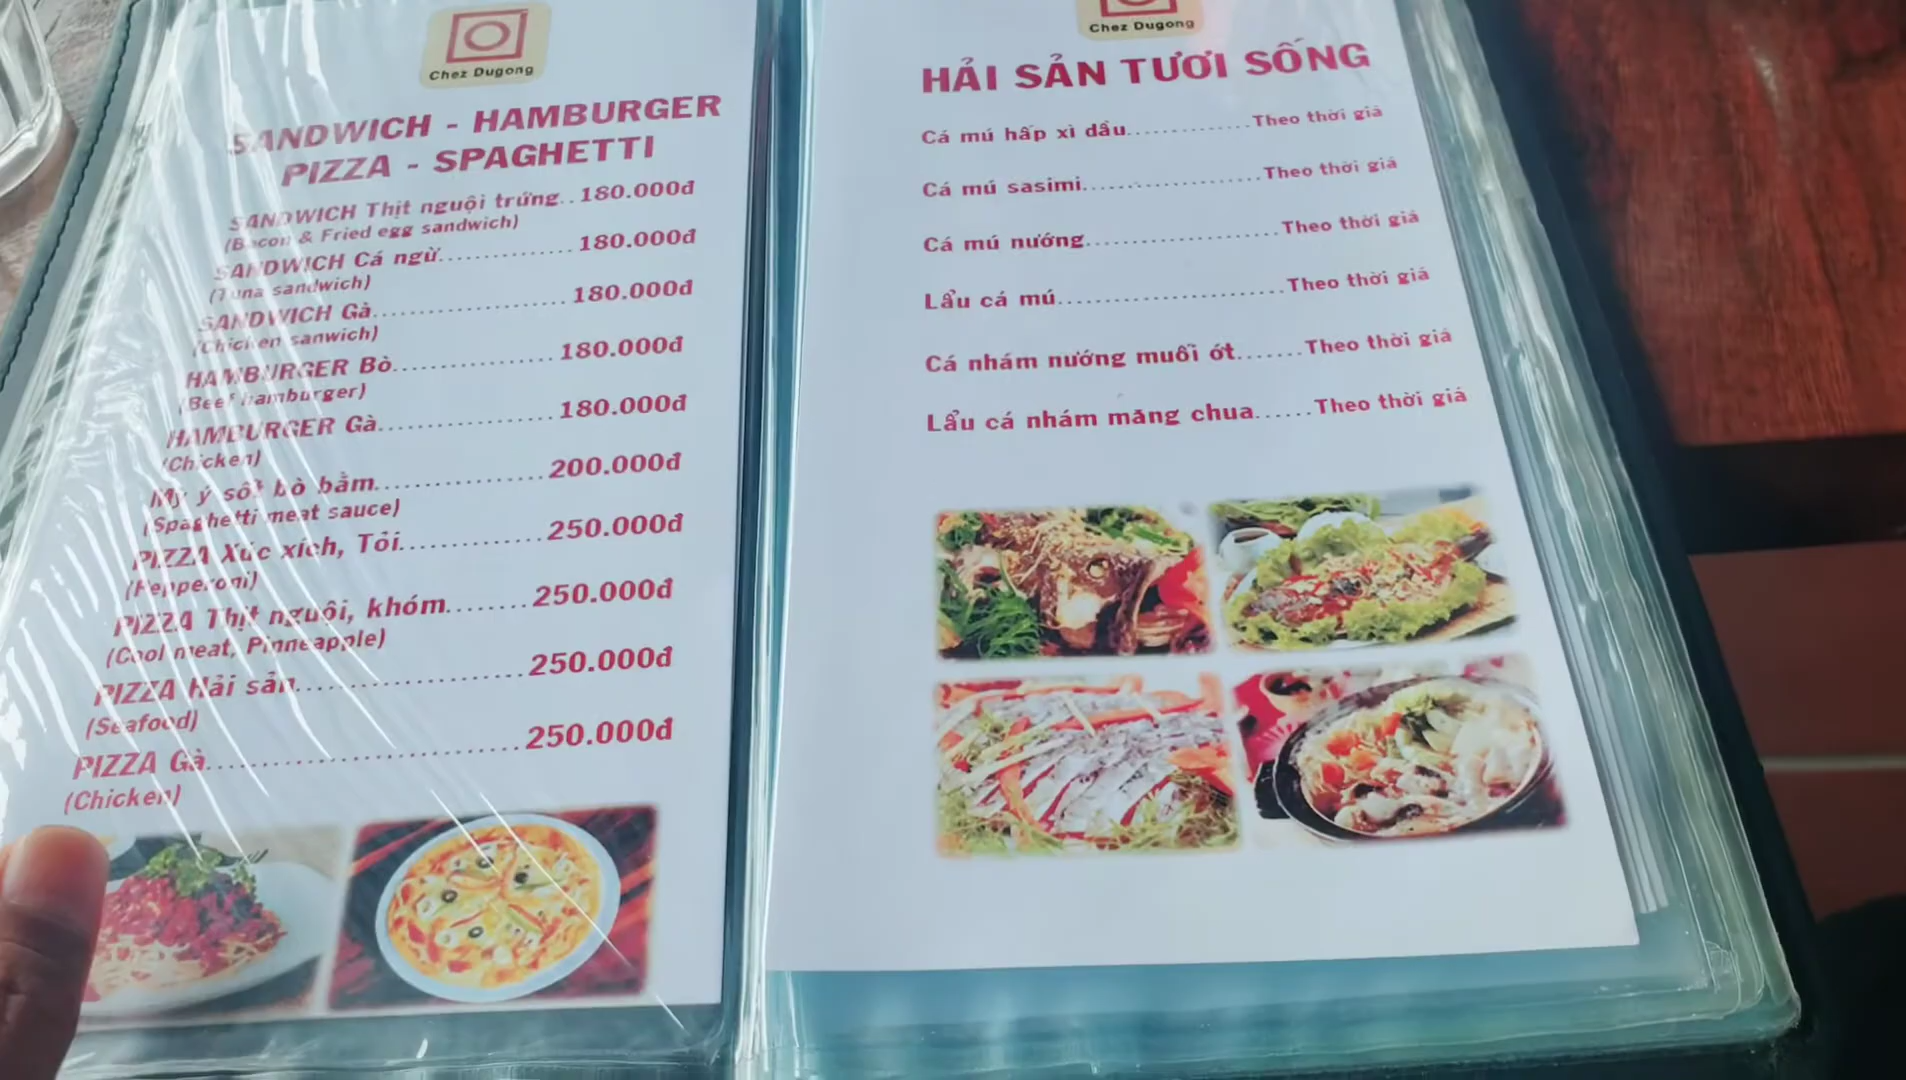 Chez Dugong
SANDWICH - HAMBURGER
PIZZA - SPAGHETTI
SANDWICH Thịt nguội trứng..180.000đ
(Bacon & Fried egg sandwich)
SANDWICH Cá ngừ..............180.000đ
(Tuna sandwich)
SANDWICH Gà....................180.000đ
(Chicken sanwich)
HAMBURGER Bò................180.000đ
(Beef hamburger)
HAMBURGER Gà.................180.000đ
(Chicken)
My ý sốt bò bằm.................200.000đ
(Spaghetti meat sauce)
PIZZA Xúc xích, Tỏi..............250.000đ
(Pepperoni)
PIZZA Thịt nguội, khóm........250.000đ
(Cool meat, Pinneapple)
PIZZA Hải sản......................250.000đ
(Seafood)
PIZZA Gà..............................250.000đ
(Chicken)
Chez Dugong
HẢI SẢN TƯƠI SỐNG
Cá mú hấp xì dầu..............Theo thời giá
Cá mú sasimi....................Theo thời giá
Cá mú nướng.....................Theo thời giá
Lẩu cá mú.........................Theo thời giá
Cá nhám nướng muối ớt.......Theo thời giá
Lẩu cá nhám măng chua......Theo thời giá